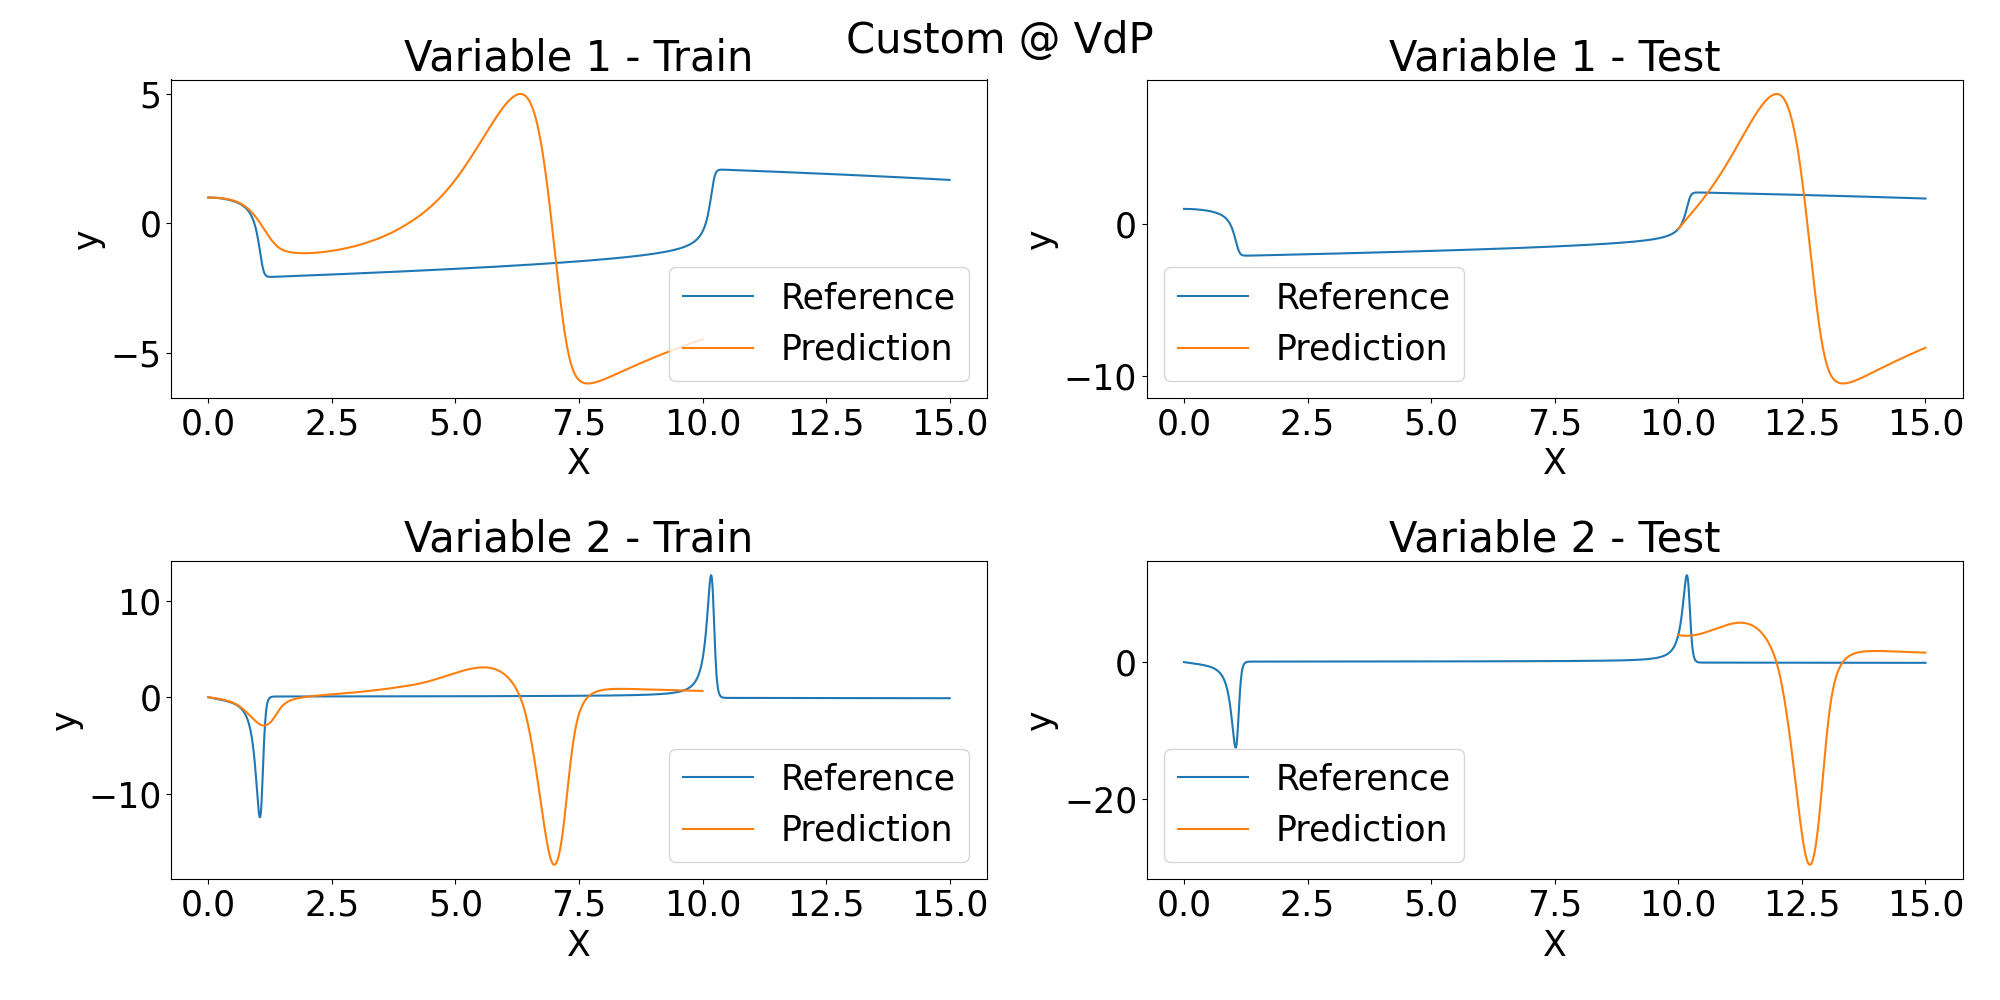 Custom @ VdP
Variable 1 - Train
5
0
−5
y
Reference
Prediction
0.0 2.5 5.0 7.5 10.0 12.5 15.0
X
Variable 1 - Test
0
−10
y
Reference
Prediction
0.0 2.5 5.0 7.5 10.0 12.5 15.0
X
Variable 2 - Train
10
0
−10
y
Reference
Prediction
0.0 2.5 5.0 7.5 10.0 12.5 15.0
X
Variable 2 - Test
0
−20
y
Reference
Prediction
0.0 2.5 5.0 7.5 10.0 12.5 15.0
X